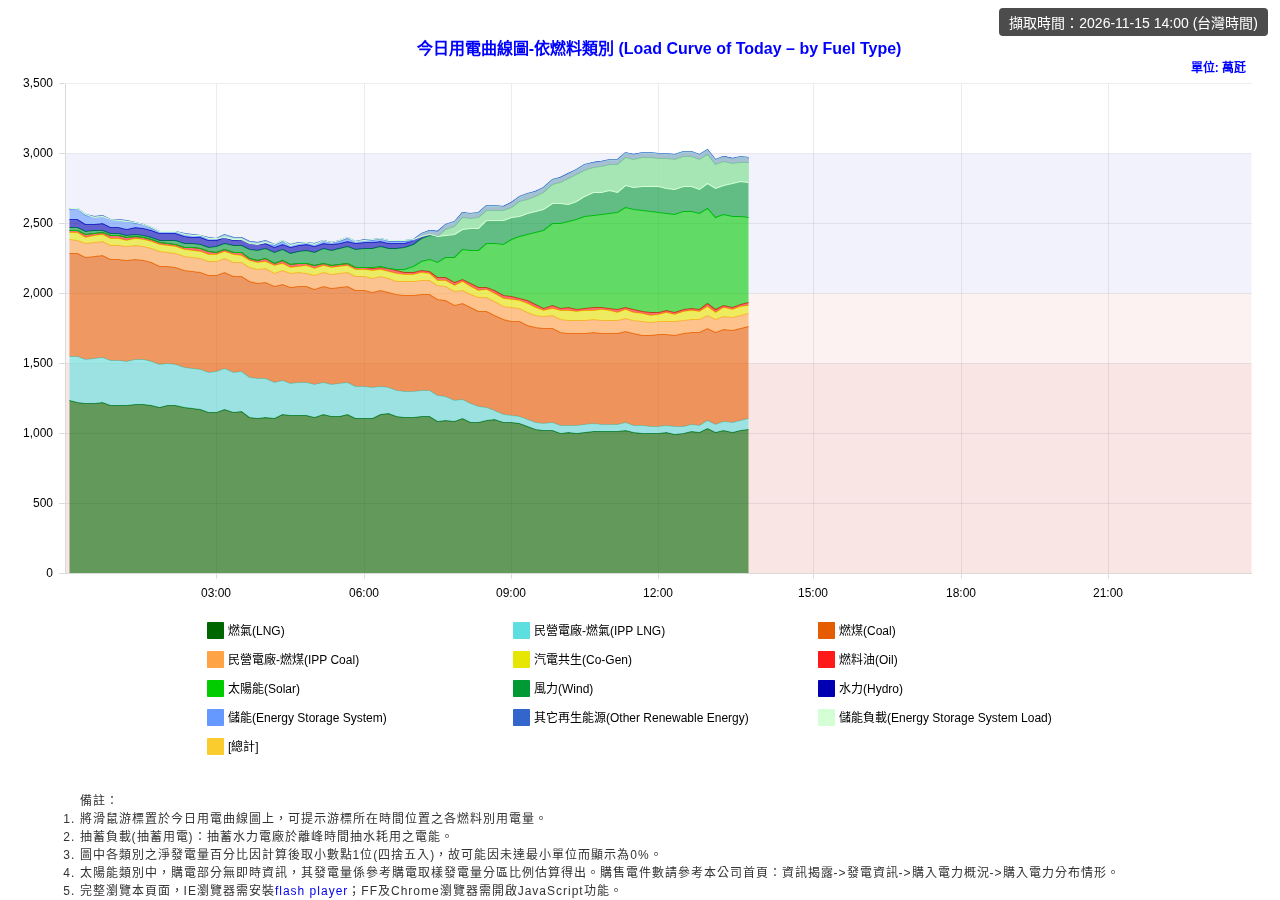 擷取時間：2026-11-15 14:00 (台灣時間)
今日用電曲線圖-依燃料類別 (Load Curve of Today – by Fuel Type)
單位: 萬瓩
3,500
3,000
2,500
2,000
1,500
1,000
500
0
03:00 06:00 09:00 12:00 15:00 18:00 21:00
燃氣(LNG) 民營電廠-燃氣(IPP LNG) 燃煤(Coal)
民營電廠-燃煤(IPP Coal) 汽電共生(Co-Gen) 燃料油(Oil)
太陽能(Solar) 風力(Wind) 水力(Hydro)
儲能(Energy Storage System) 其它再生能源(Other Renewable Energy) 儲能負載(Energy Storage System Load)
[總計]
備註：
1. 將滑鼠游標置於今日用電曲線圖上，可提示游標所在時間位置之各燃料別用電量。
2. 抽蓄負載(抽蓄用電)：抽蓄水力電廠於離峰時間抽水耗用之電能。
3. 圖中各類別之淨發電量百分比因計算後取小數點1位(四捨五入)，故可能因未達最小單位而顯示為0%。
4. 太陽能類別中，購電部分無即時資訊，其發電量係參考購電取樣發電量分區比例估算得出。購售電件數請參考本公司首頁：資訊揭露->發電資訊->購入電力概況->購入電力分布情形。
5. 完整瀏覽本頁面，IE瀏覽器需安裝flash player；FF及Chrome瀏覽器需開啟JavaScript功能。